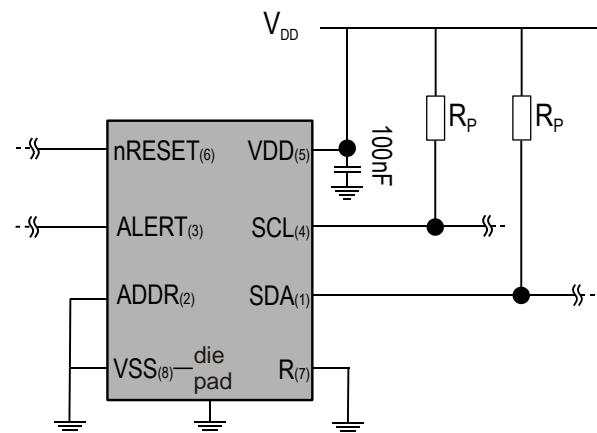 VDD
nRESET(6) VDD(5) 100nF RP RP
ALERT(3) SCL(4)
ADDR(2) SDA(1)
VSS(8) die pad R(7)